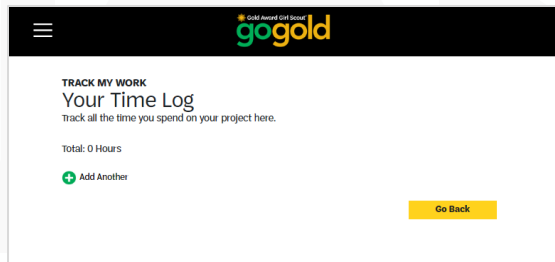 Gold Award Girl Scout
gogold
TRACK MY WORK
Your Time Log
Track all the time you spend on your project here.
Total: 0 Hours
Add Another
Go Back